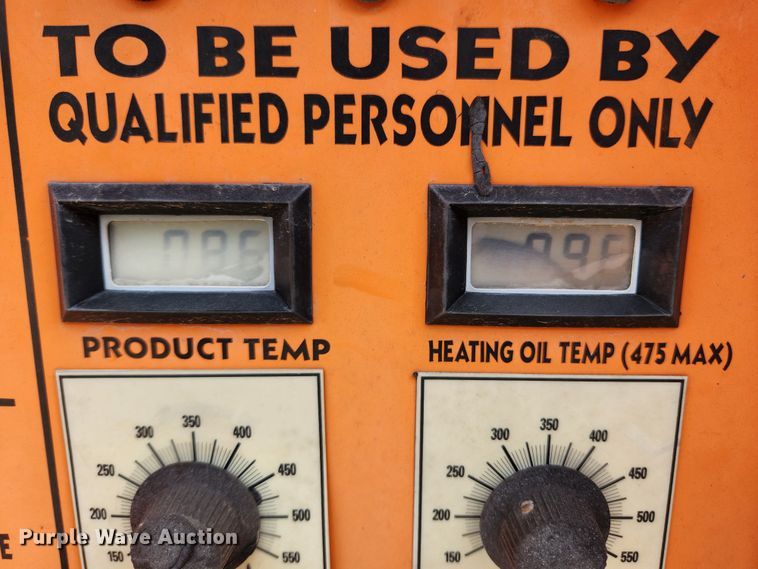 TO BE USED BY
QUALIFIED PERSONNEL ONLY
086
PRODUCT TEMP
HEATING OIL TEMP (475 MAX)
150 200 250 300 350 400 450 550
150 200 250 300 350 400 450 500 550
Purple Wave Auction